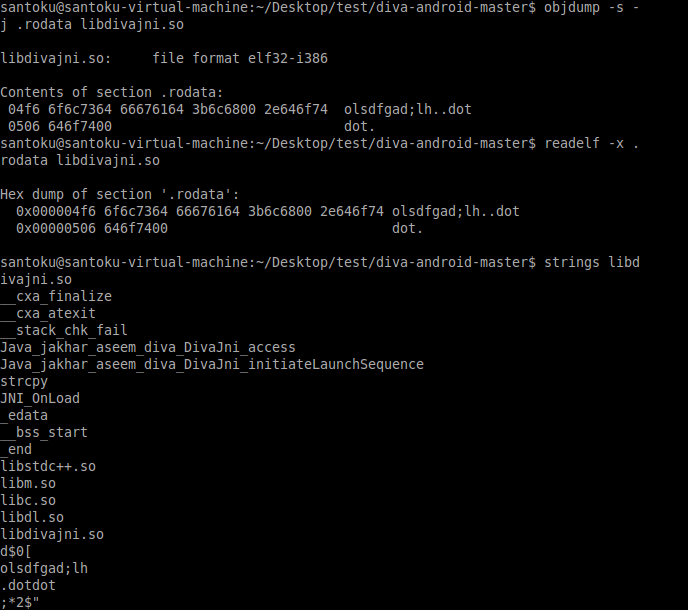 santoku@santoku-virtual-machine:~/Desktop/test/diva-android-master$ objdump -s -
j .rodata libdivajni.so
libdivajni.so:     file format elf32-i386
Contents of section .rodata:
 04f6 6f6c7364 66676164 3b6c6800 2e646f74  olsdfgad;lh..dot
 0506 646f7400                             dot.
santoku@santoku-virtual-machine:~/Desktop/test/diva-android-master$ readelf -x .
rodata libdivajni.so
Hex dump of section '.rodata':
  0x000004f6 6f6c7364 66676164 3b6c6800 2e646f74 olsdfgad;lh..dot
  0x00000506 646f7400                            dot.
santoku@santoku-virtual-machine:~/Desktop/test/diva-android-master$ strings libd
ivajni.so
__cxa_finalize
__cxa_atexit
__stack_chk_fail
Java_jakhar_aseem_diva_DivaJni_access
Java_jakhar_aseem_diva_DivaJni_initiateLaunchSequence
strcpy
JNI_OnLoad
_edata
__bss_start
_end
libstdc++.so
libm.so
libc.so
libdl.so
libdivajni.so
d$0[
olsdfgad;lh
.dotdot
;*2$"